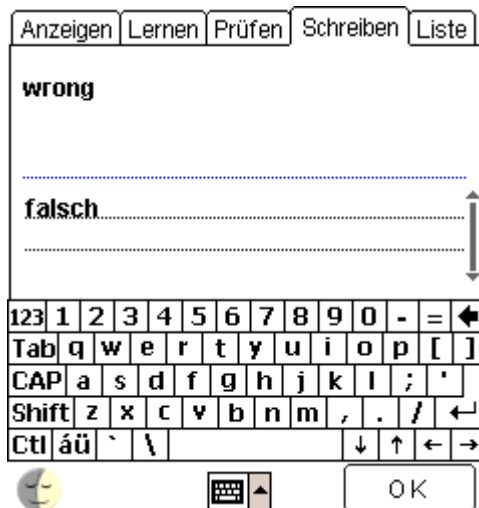 Anzeigen Lernen Prüfen Schreiben Liste
wrong
falsch
123 1 2 3 4 5 6 7 8 9 0 - = 🡄
Tab q w e r t y u i o p [ ]
CAP a s d f g h j k l ; '
Shift z x c v b n m , . / ↵
Ctl áü ` \ ↓ ↑ ← →
OK